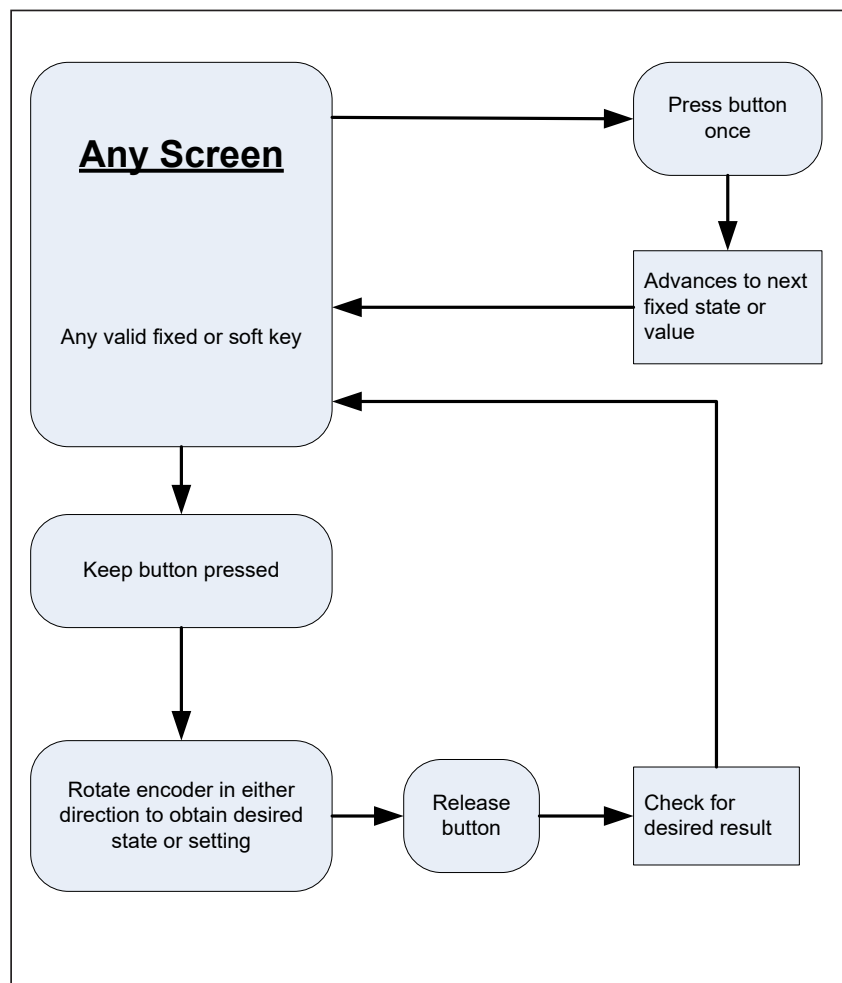 Any Screen
Any valid fixed or soft key
Press button
once
Advances to next
fixed state or
value
Keep button pressed
Rotate encoder in either
direction to obtain desired
state or setting
Release
button
Check for
desired result